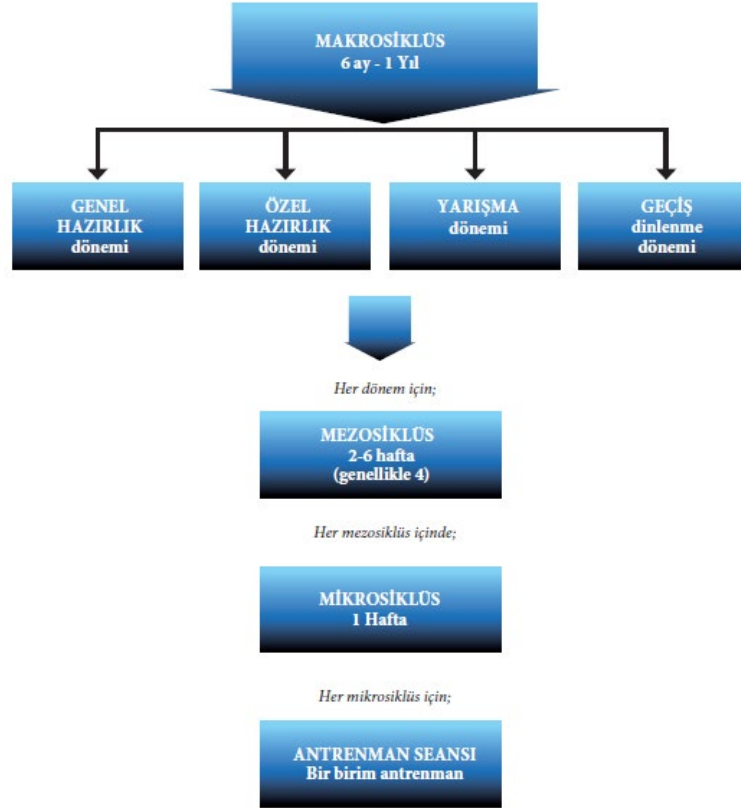 MAKROSİKLÜS
6 ay - 1 Yıl
GENEL
HAZIRLIK
dönemi
ÖZEL
HAZIRLIK
dönemi
YARIŞMA
dönemi
GEÇİŞ
dinlenme
dönemi
Her dönem için;
MEZOSİKLÜS
2-6 hafta
(genellikle 4)
Her mezosiklüs içinde;
MİKROSİKLÜS
1 Hafta
Her mikrosiklüs için;
ANTRENMAN SEANSI
Bir birim antrenman